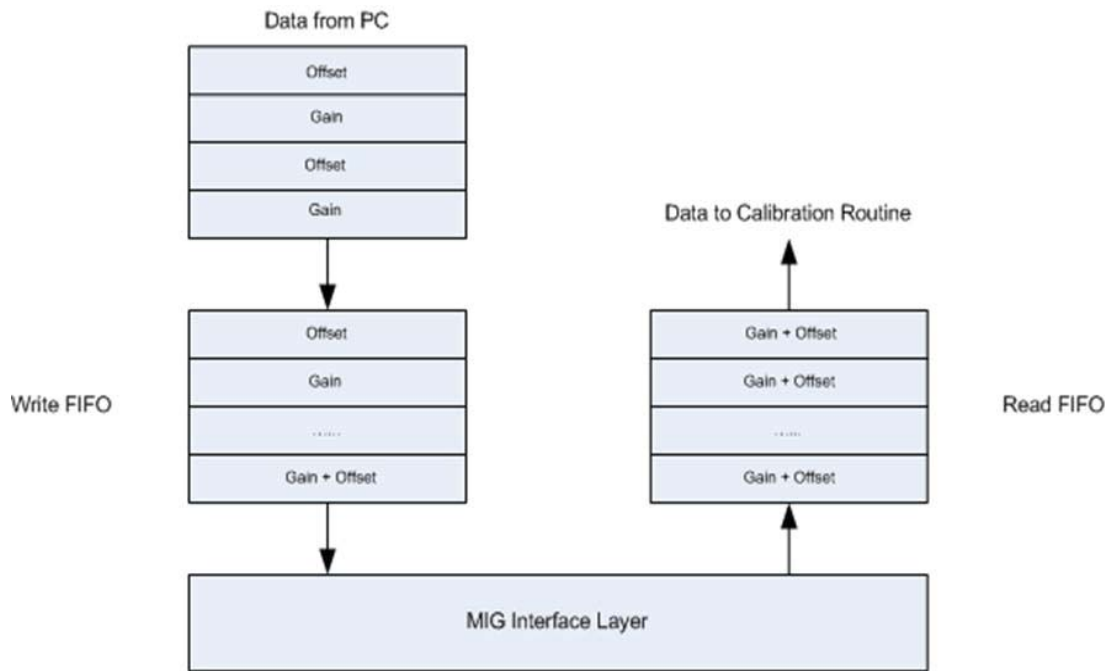 Data from PC
Offset
Gain
Offset
Gain
Data to Calibration Routine
Write FIFO
Offset
Gain
......
Gain + Offset
Gain + Offset
Gain + Offset
......
Gain + Offset
Read FIFO
MIG Interface Layer